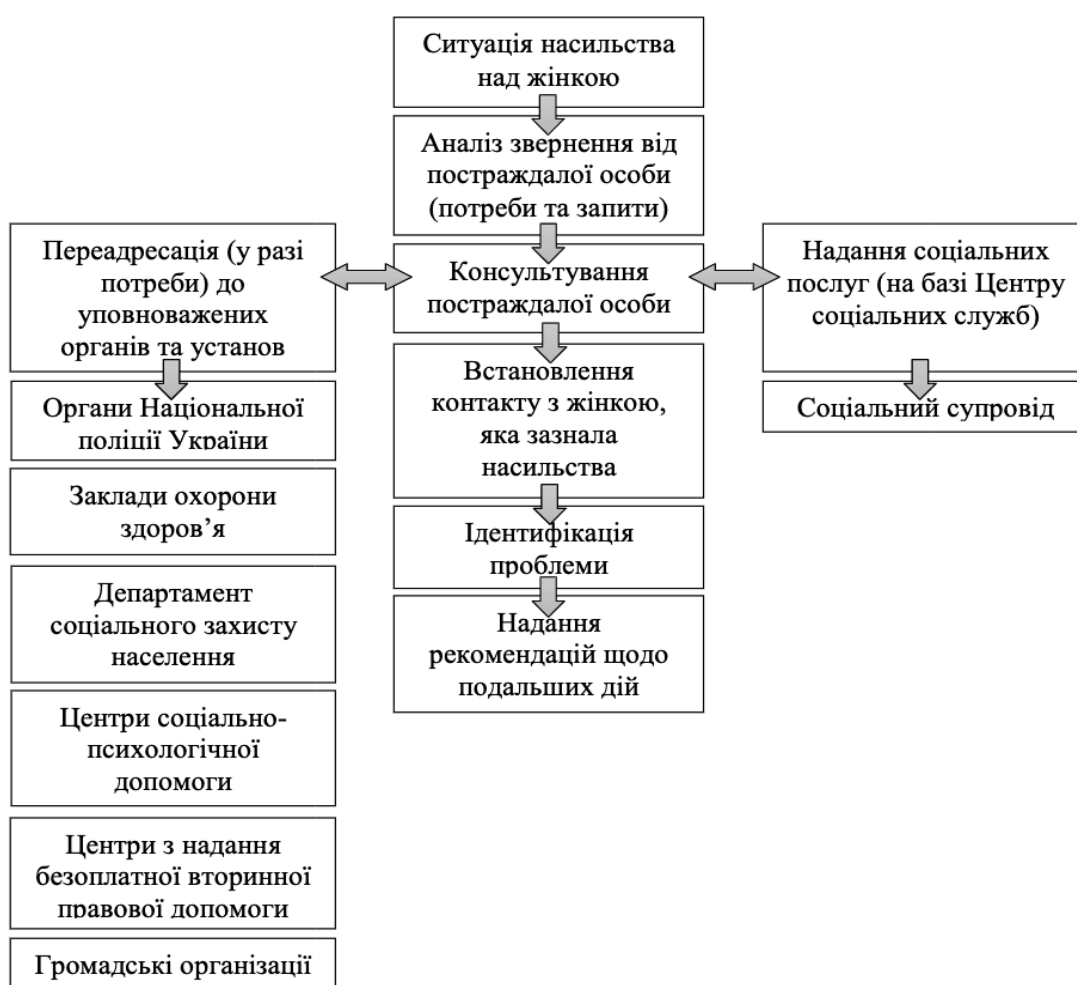 Ситуація насильства
над жінкою
Аналіз звернення від
постраждалої особи
(потреби та запити)
Переадресація (у разі
потреби) до
уповноважених
органів та установ
Консультування
постраждалої особи
Надання соціальних
послуг (на базі Центру
соціальних служб)
Органи Національної
поліції України
Встановлення
контакту з жінкою,
яка зазнала
насильства
Соціальний супровід
Заклади охорони
здоров’я
Ідентифікація
проблеми
Департамент
соціального захисту
населення
Надання
рекомендацій щодо
подальших дій
Центри соціально-
психологічної
допомоги
Центри з надання
безоплатної вторинної
правової допомоги
Громадські організації